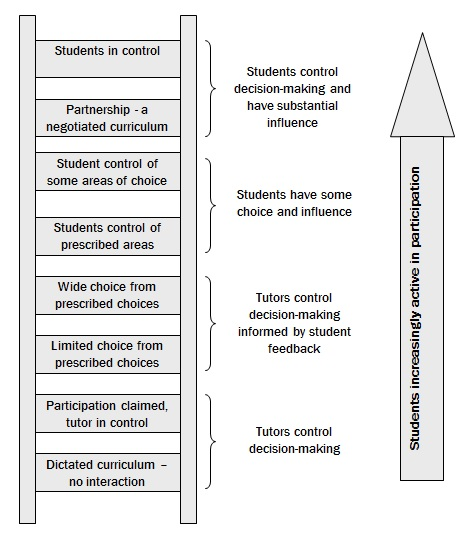 Students in control
Partnership - a
negotiated curriculum
Students control
decision-making and
have substantial
influence
Student control of
some areas of choice
Students control of
prescribed areas
Students have some
choice and influence
Wide choice from
prescribed choices
Limited choice from
prescribed choices
Tutors control
decision-making
informed by student
feedback
Participation claimed,
tutor in control
Dictated curriculum –
no interaction
Tutors control
decision-making
Students increasingly active in participation